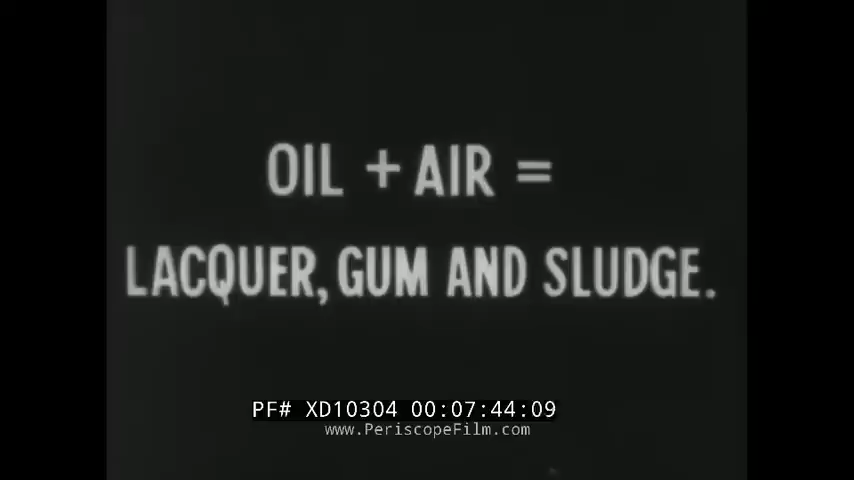 OIL + AIR =
LACQUER, GUM AND SLUDGE.
PF# XD10304 00:07:44:09
www.PeriscopeFilm.com